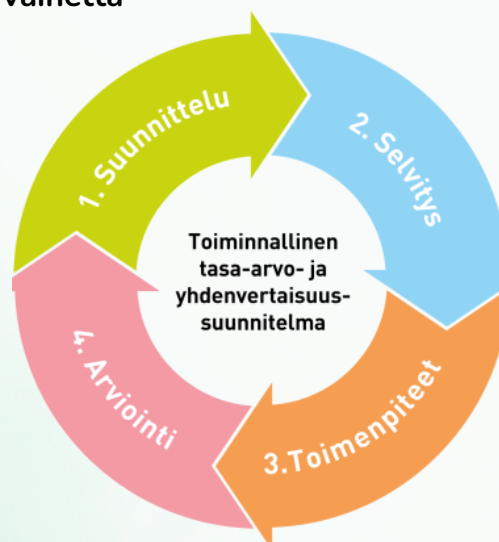 1. Suunnittelu
2. Selvitys
Toiminnallinen
tasa-arvo- ja
yhdenvertaisuus-
suunnitelma
3.Toimenpiteet
4. Arviointi